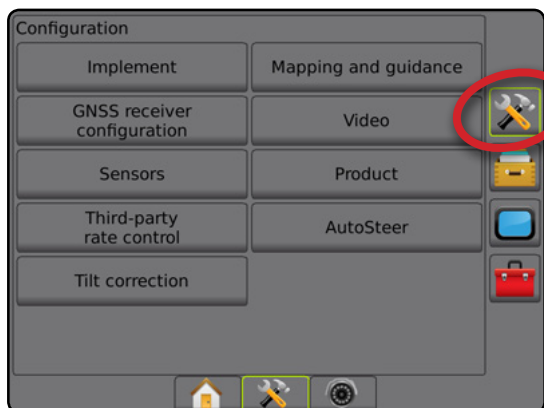 Configuration
Implement
Mapping and guidance
GNSS receiver
configuration
Video
Sensors
Product
Third-party
rate control
AutoSteer
Tilt correction